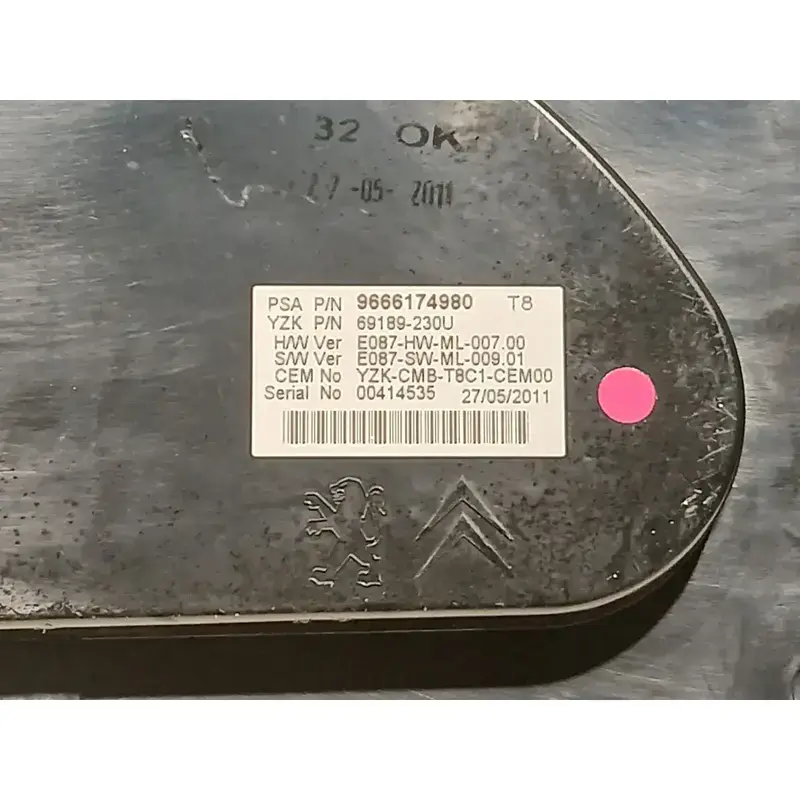 32 OK
27-05-2011
PSA P/N 9666174980 T8
YZK P/N 69189-230U
H/W Ver E087-HW-ML-007.00
S/W Ver E087-SW-ML-009.01
CEM No YZK-CMB-T8C1-CEM00
Serial No 00414535 27/05/2011